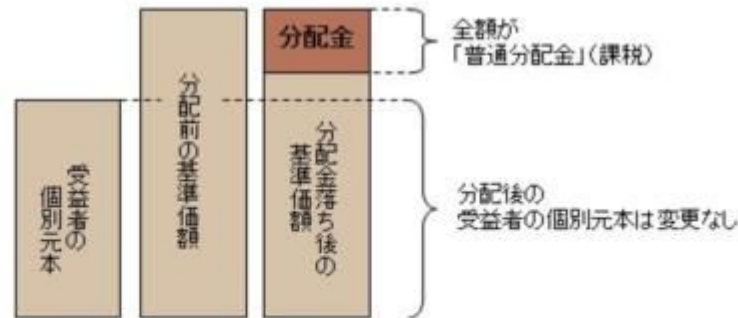 受益者の
個別元本
分配前の基準価額
分配金
分配金落ち後の
基準価額
全額が
「普通分配金」(課税)
分配後の
受益者の個別元本は変更なし